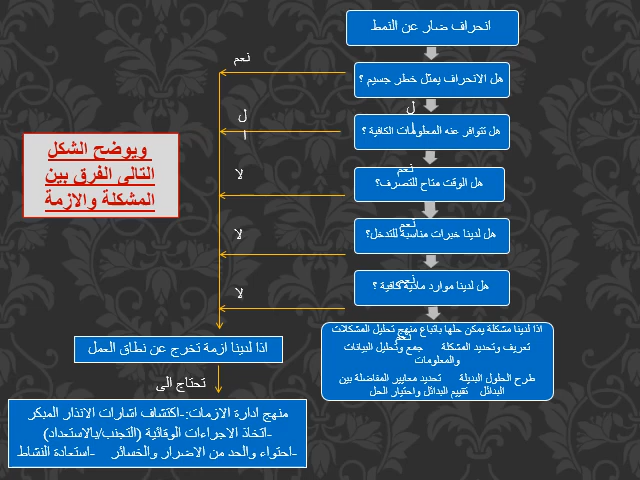 انحراف ضار عن النمط
نعم
هل الانحراف يمثل خطر جسيم ؟
لا
لا
هل تتوافر عنه المعلومات الكافية ؟
ويوضح الشكل
التالى الفرق بين
المشكلة والازمة
نعم
لا
هل الوقت متاح للتصرف؟
نعم
لا
هل لدينا خبرات مناسبة للتدخل؟
نعم
لا
هل لدينا موارد مادية كافية ؟
نعم
اذا لدينا مشكلة يمكن حلها باتباع منهج تحليل المشكلات
تعريف وتحديد المشكلة جمع وتحليل البيانات
والمعلومات
طرح الحلول البديلة تحديد معايير المفاضلة بين
البدائل تقييم البدائل واختيار الحل
اذا لدينا ازمة تخرج عن نطاق العمل
تحتاج الى
منهج ادارة الازمات:-اكتشاف اشارات الانذار المبكر
-اتخاذ الاجراءات الوقائية (التجنب/بالاستعداد)
-احتواء والحد من الاضرار والخسائر -استعادة النشاط